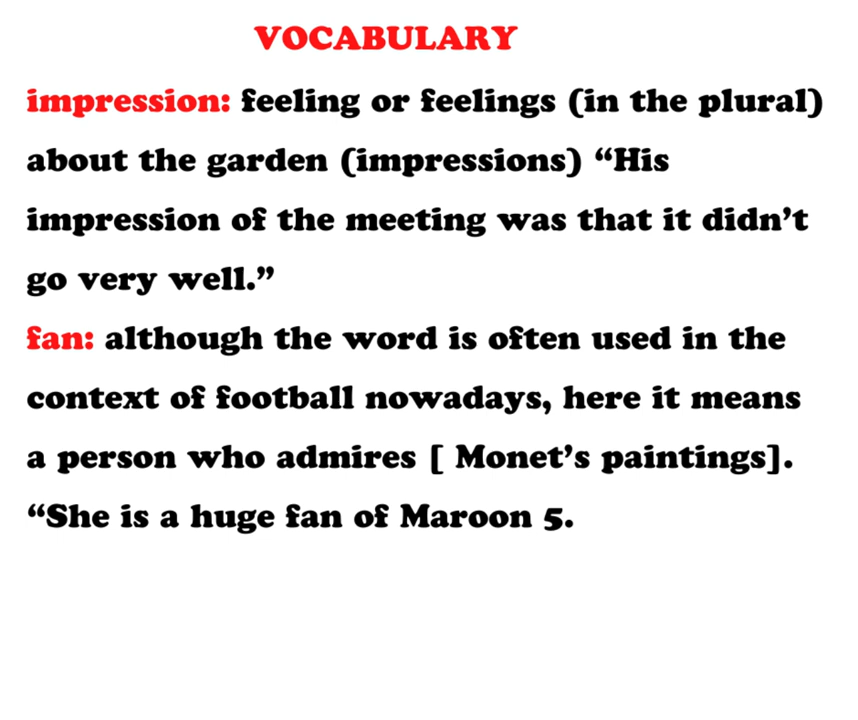 VOCABULARY
impression: feeling or feelings (in the plural)
about the garden (impressions) “His
impression of the meeting was that it didn’t
go very well.”
fan: although the word is often used in the
context of football nowadays, here it means
a person who admires [ Monet’s paintings].
“She is a huge fan of Maroon 5.